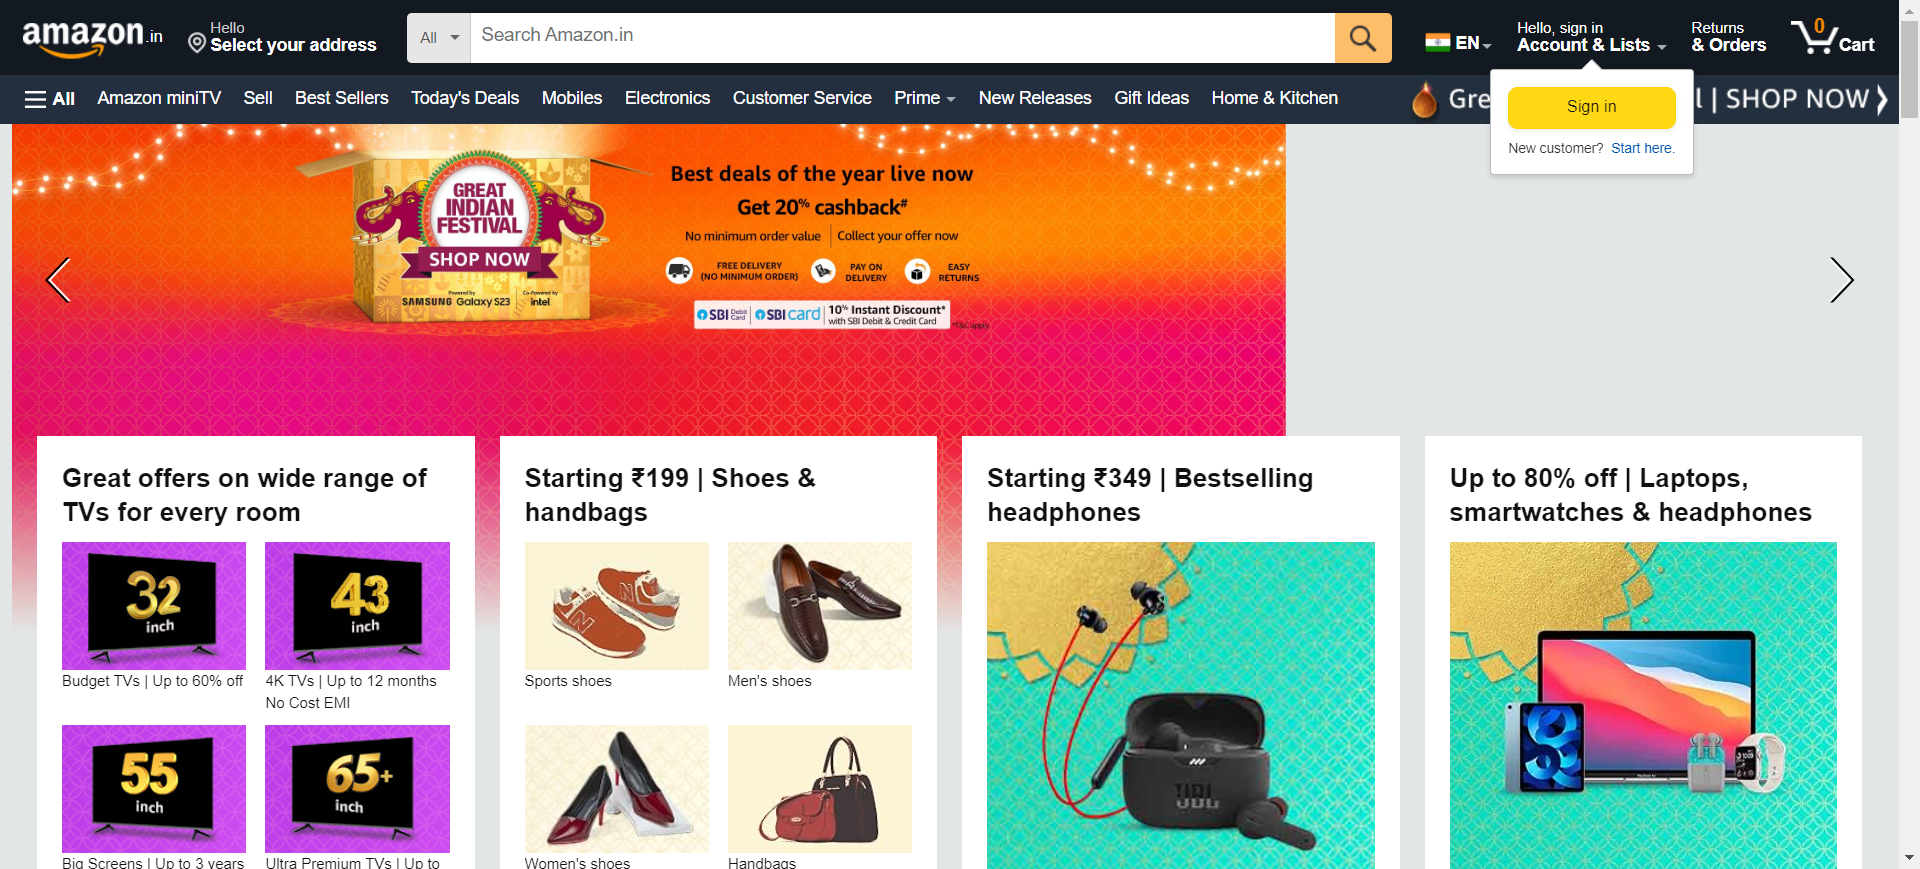 amazon.in
Hello
Select your address
All
Search Amazon.in
EN
Hello, sign in
Account & Lists
Returns
& Orders
0
Cart
All
Amazon miniTV
Sell
Best Sellers
Today's Deals
Mobiles
Electronics
Customer Service
Prime
New Releases
Gift Ideas
Home & Kitchen
Gre
l | SHOP NOW
Sign in
New customer? Start here.
GREAT
INDIAN
FESTIVAL
SHOP NOW
Powered by
SAMSUNG Galaxy S23
Co-Powered by
intel
Best deals of the year live now
Get 20% cashback#
No minimum order value | Collect your offer now
FREE DELIVERY
(NO MINIMUM ORDER)
PAY ON
DELIVERY
EASY
RETURNS
SBI Debit Card
SBI card
10% Instant Discount*
with SBI Debit & Credit Card
*T&C apply
Great offers on wide range of
TVs for every room
32
inch
Budget TVs | Up to 60% off
43
inch
4K TVs | Up to 12 months
No Cost EMI
55
inch
Big Screens | Up to 3 years
65+
inch
Ultra Premium TVs | Up to
Starting ₹199 | Shoes &
handbags
Sports shoes
Men's shoes
Women's shoes
Handbags
Starting ₹349 | Bestselling
headphones
JBL
Up to 80% off | Laptops,
smartwatches & headphones